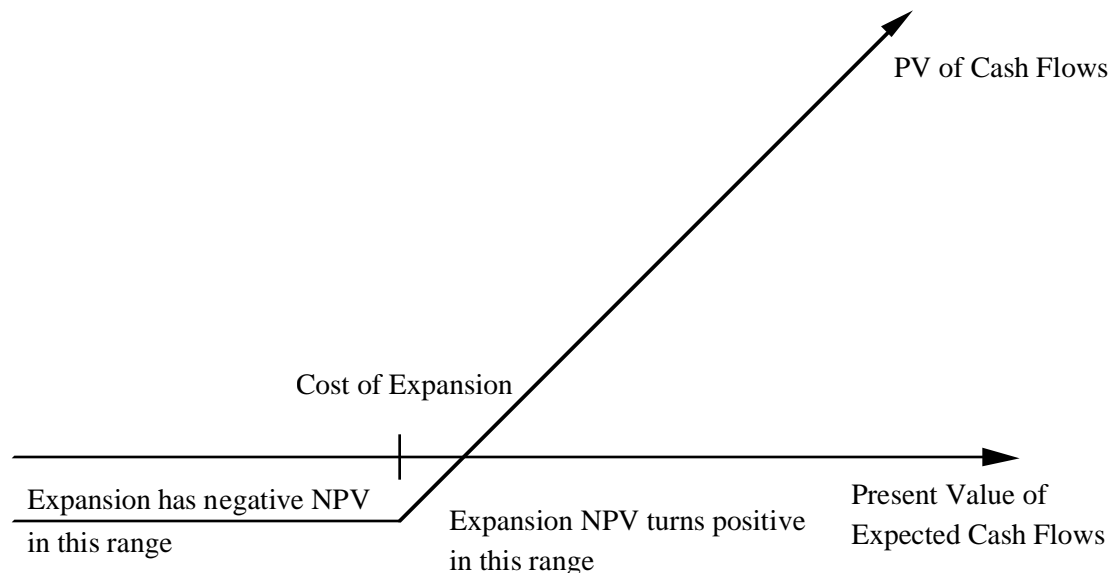 PV of Cash Flows
Cost of Expansion
Expansion has negative NPV
in this range
Expansion NPV turns positive
in this range
Present Value of
Expected Cash Flows